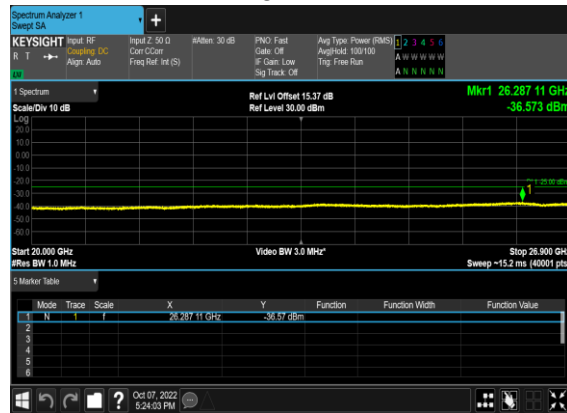 Spectrum Analyzer 1
Swept SA
+
KEYSIGHT Input: RF Input Z: 50 Ω #Atten: 30 dB PNO: Fast Avg Type: Power (RMS) 1 2 3 4 5 6
R T Coupling: DC Corr CCorr Gate: Off Avg|Hold: 100/100 A W W W W W
Align: Auto Freq Ref: Int (S) IF Gain: Low Trig: Free Run
Sig Track: Off A N N N N N
1 Spectrum Ref Lvl Offset 15.37 dB Mkr1 26.287 11 GHz
Scale/Div 10 dB Ref Level 30.00 dBm -36.573 dBm
Log
20.0
10.0
0.00
-10.0
-20.0
-25.00 dBm
-30.0
1
-40.0
-50.0
-60.0
Start 20.000 GHz Video BW 3.0 MHz* Stop 26.900 GHz
#Res BW 1.0 MHz Sweep ~15.2 ms (40001 pts)
5 Marker Table
Mode Trace Scale X Y Function Function Width Function Value
1 N 1 f 26.287 11 GHz -36.57 dBm
2
3
4
5
6
? Oct 07, 2022
5:24:03 PM